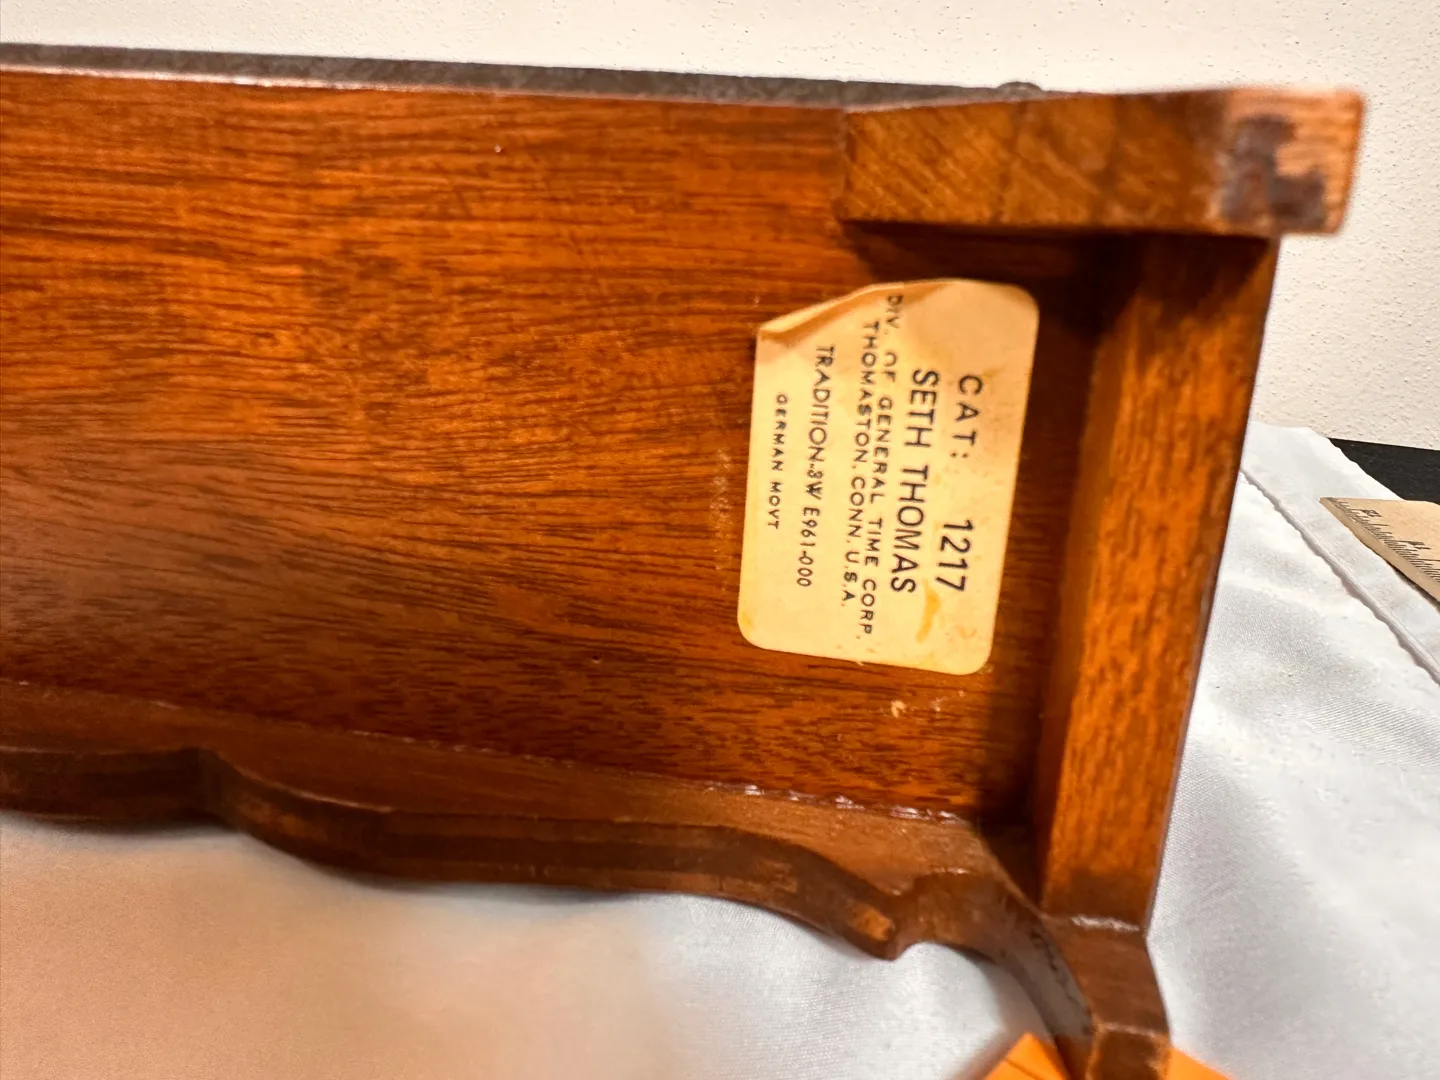 CAT: 1217
SETH THOMAS
DIV. OF GENERAL TIME CORP.
THOMASTON, CONN. U.S.A.
TRADITION-8W E961-000
GERMAN MOVT